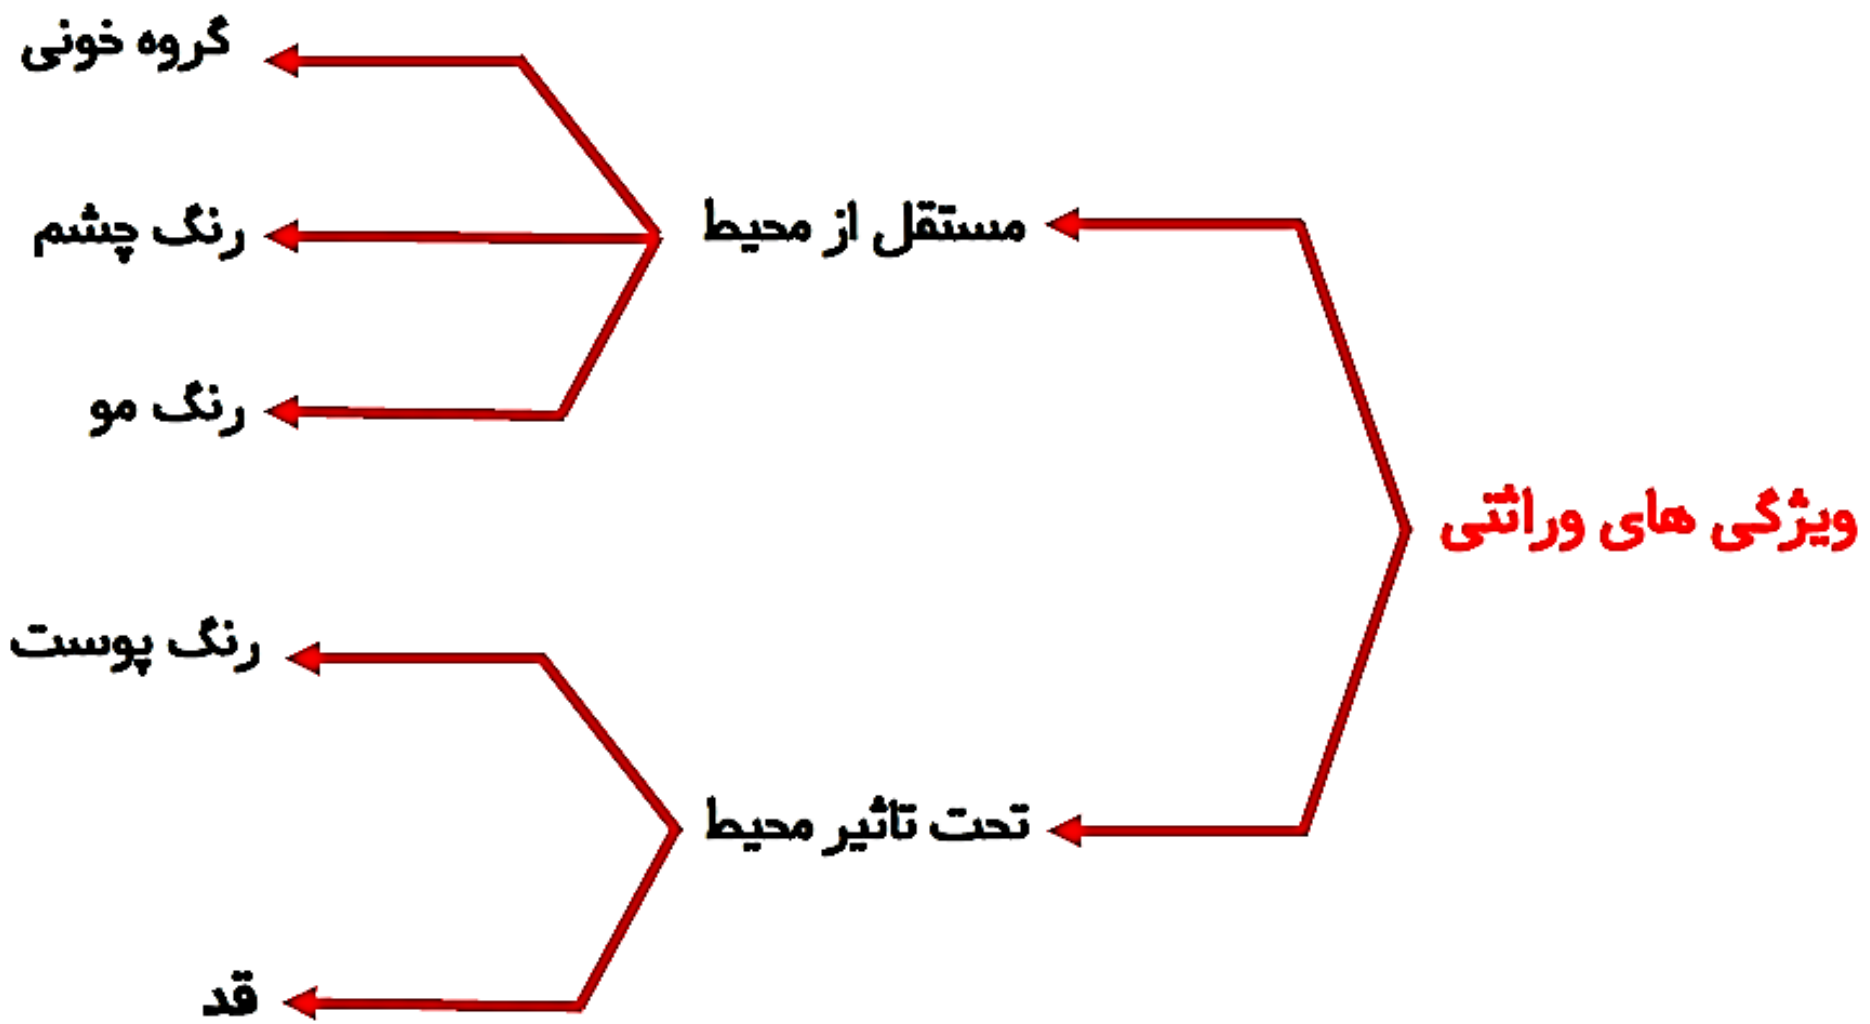 ویژگی های وراثتی
مستقل از محیط
گروه خونی
رنگ چشم
رنگ مو
تحت تاثیر محیط
رنگ پوست
قد